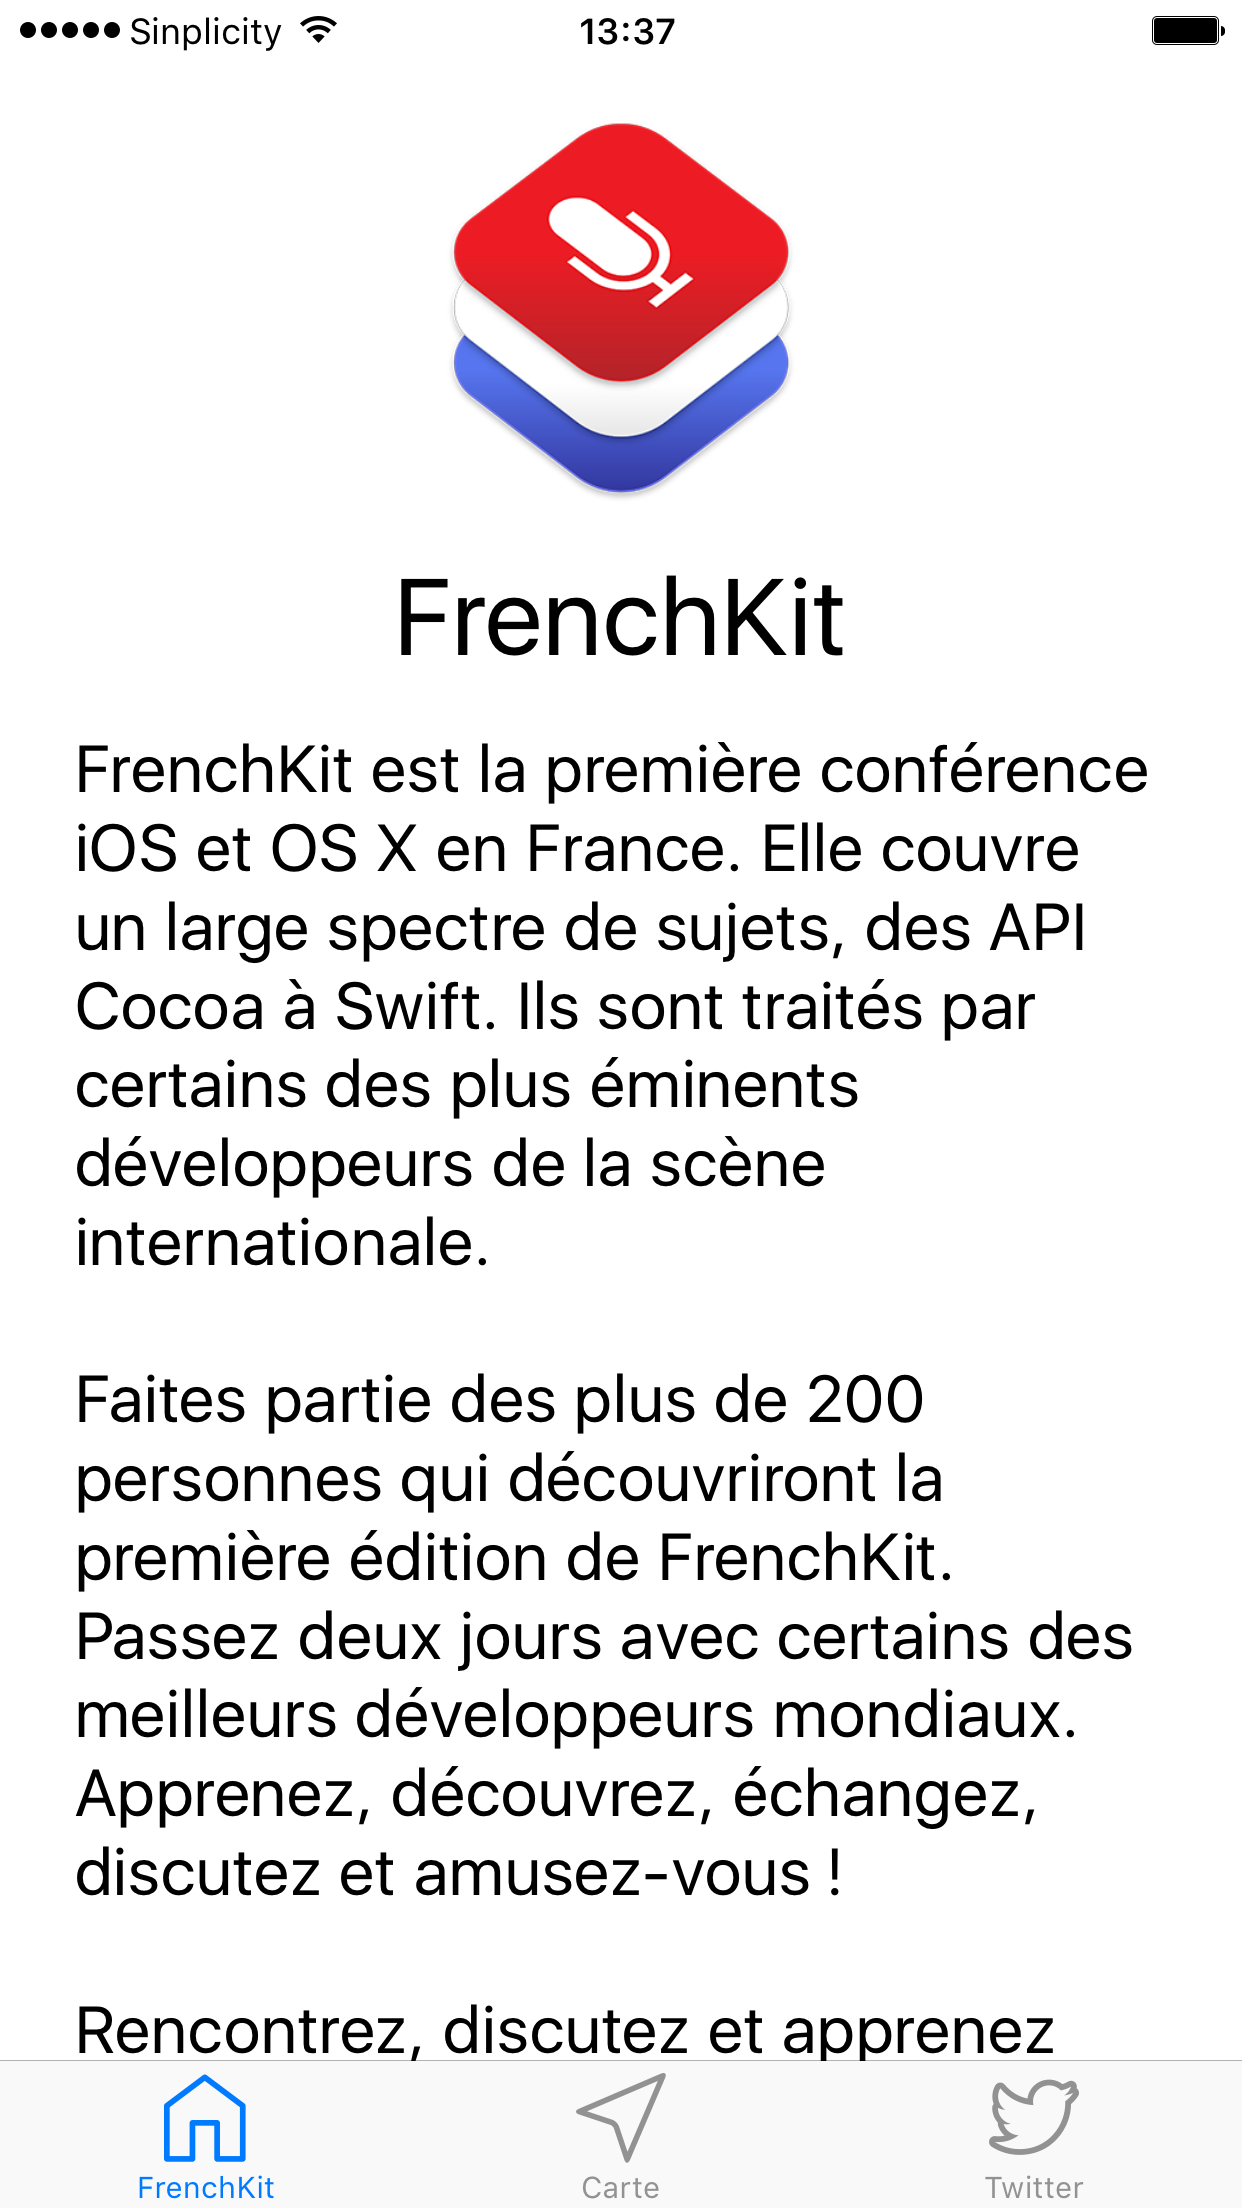 Sinplicity 13:37
FrenchKit
FrenchKit est la première conférence
iOS et OS X en France. Elle couvre
un large spectre de sujets, des API
Cocoa à Swift. Ils sont traités par
certains des plus éminents
développeurs de la scène
internationale.
Faites partie des plus de 200
personnes qui découvriront la
première édition de FrenchKit.
Passez deux jours avec certains des
meilleurs développeurs mondiaux.
Apprenez, découvrez, échangez,
discutez et amusez-vous !
Rencontrez, discutez et apprenez
FrenchKit Carte Twitter